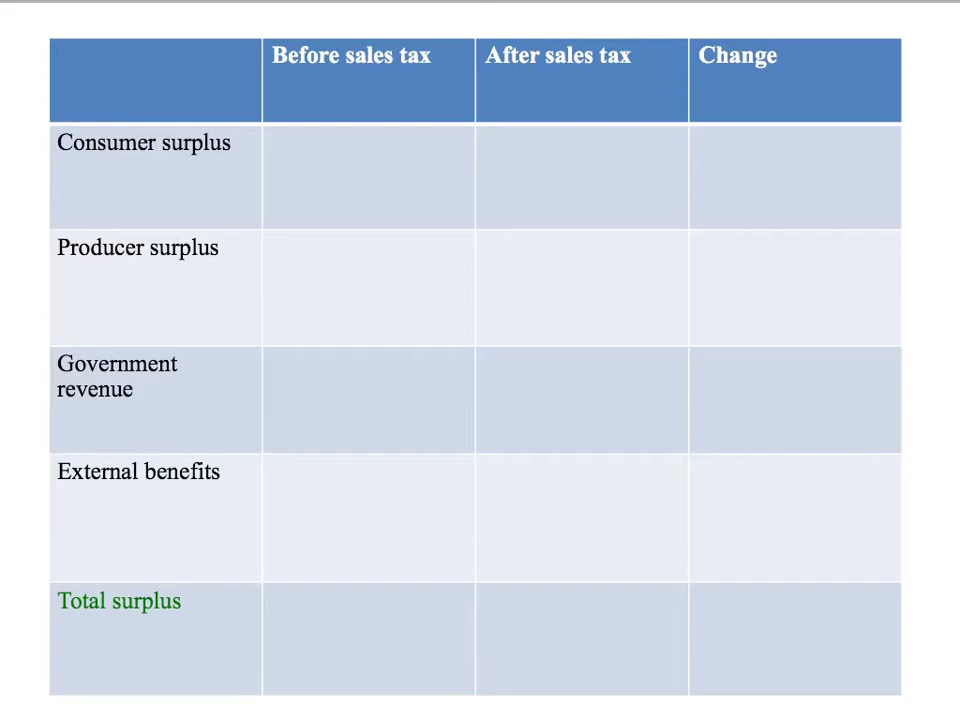 Before sales tax
After sales tax
Change
Consumer surplus
Producer surplus
Government
revenue
External benefits
Total surplus